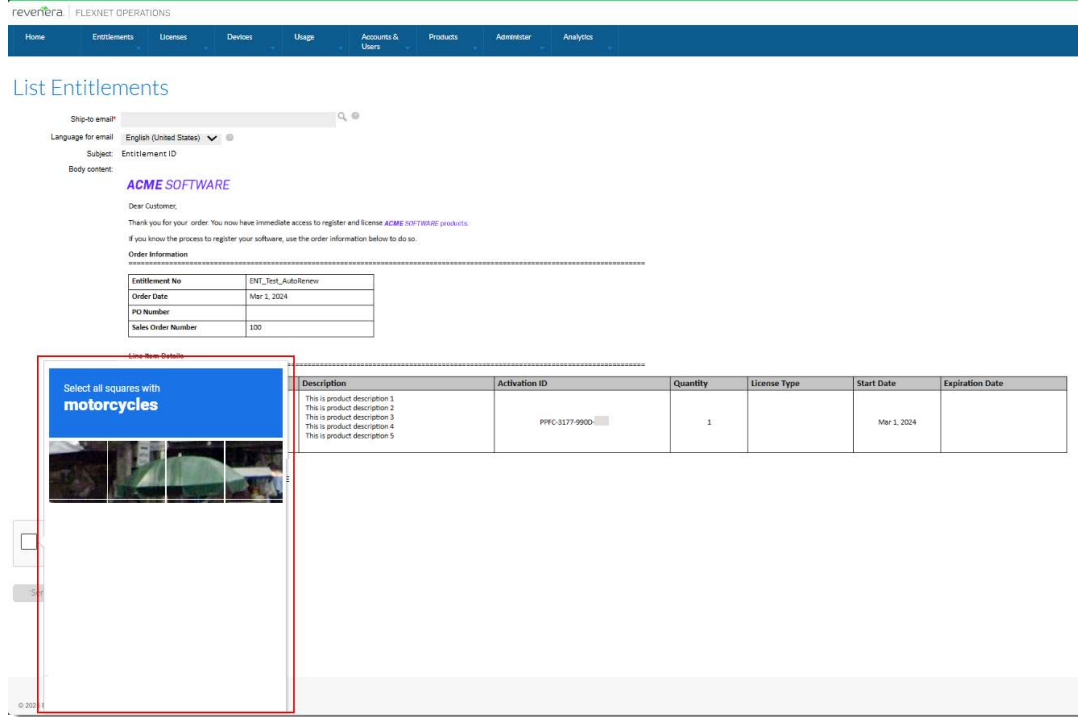 revenera. FLEXNET OPERATIONS
Home Entitlements Licenses Devices Usage Accounts & Users Products Administer Analytics
List Entitlements
Ship-to email*
Language for email English (United States)
Subject: Entitlement ID
Body content:
ACME SOFTWARE
Dear Customer,
Thank you for your order. You now have immediate access to register and license ACME SOFTWARE products.
If you know the process to register your software, use the order information below to do so.
Order Information
Entitlement No ENT_Test_AutoRenew
Order Date Mar 1, 2024
PO Number
Sales Order Number 100
Line Item Details
Description Activation ID Quantity License Type Start Date Expiration Date
This is product description 1
This is product description 2
This is product description 3
This is product description 4
This is product description 5
PPFC-3177-990D- 1 Mar 1, 2024
Select all squares with
motorcycles